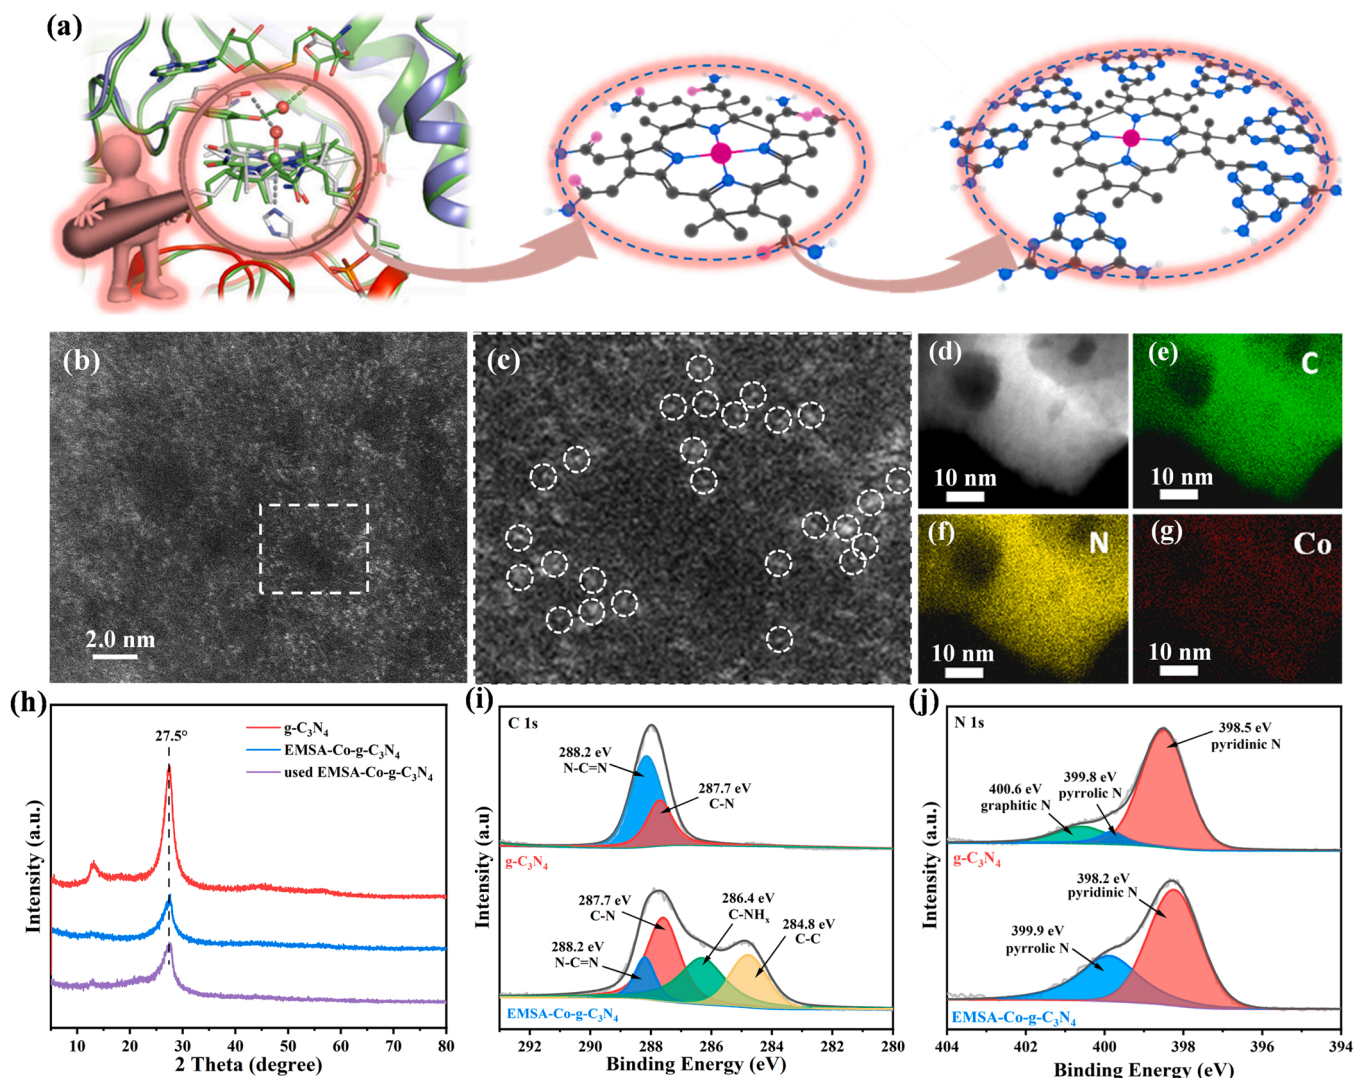 (a)
(b)
2.0 nm
(c)
(d)
10 nm
(e)
C
10 nm
(f)
N
10 nm
(g)
Co
10 nm
(h)
27.5°
g-C₃N₄
EMSA-Co-g-C₃N₄
used EMSA-Co-g-C₃N₄
Intensity (a.u.)
10 20 30 40 50 60 70 80
2 Theta (degree)
(i)
C 1s
288.2 eV
N-C=N
287.7 eV
C-N
g-C₃N₄
287.7 eV
C-N
288.2 eV
N-C=N
286.4 eV
C-NHₓ
284.8 eV
C-C
EMSA-Co-g-C₃N₄
Intensity (a.u)
292 290 288 286 284 282 280
Binding Energy (eV)
(j)
N 1s
398.5 eV
pyridinic N
399.8 eV
pyrrolic N
400.6 eV
graphitic N
g-C₃N₄
398.2 eV
pyridinic N
399.9 eV
pyrrolic N
EMSA-Co-g-C₃N₄
Intensity (a.u.)
404 402 400 398 396 394
Binding Energy (eV)